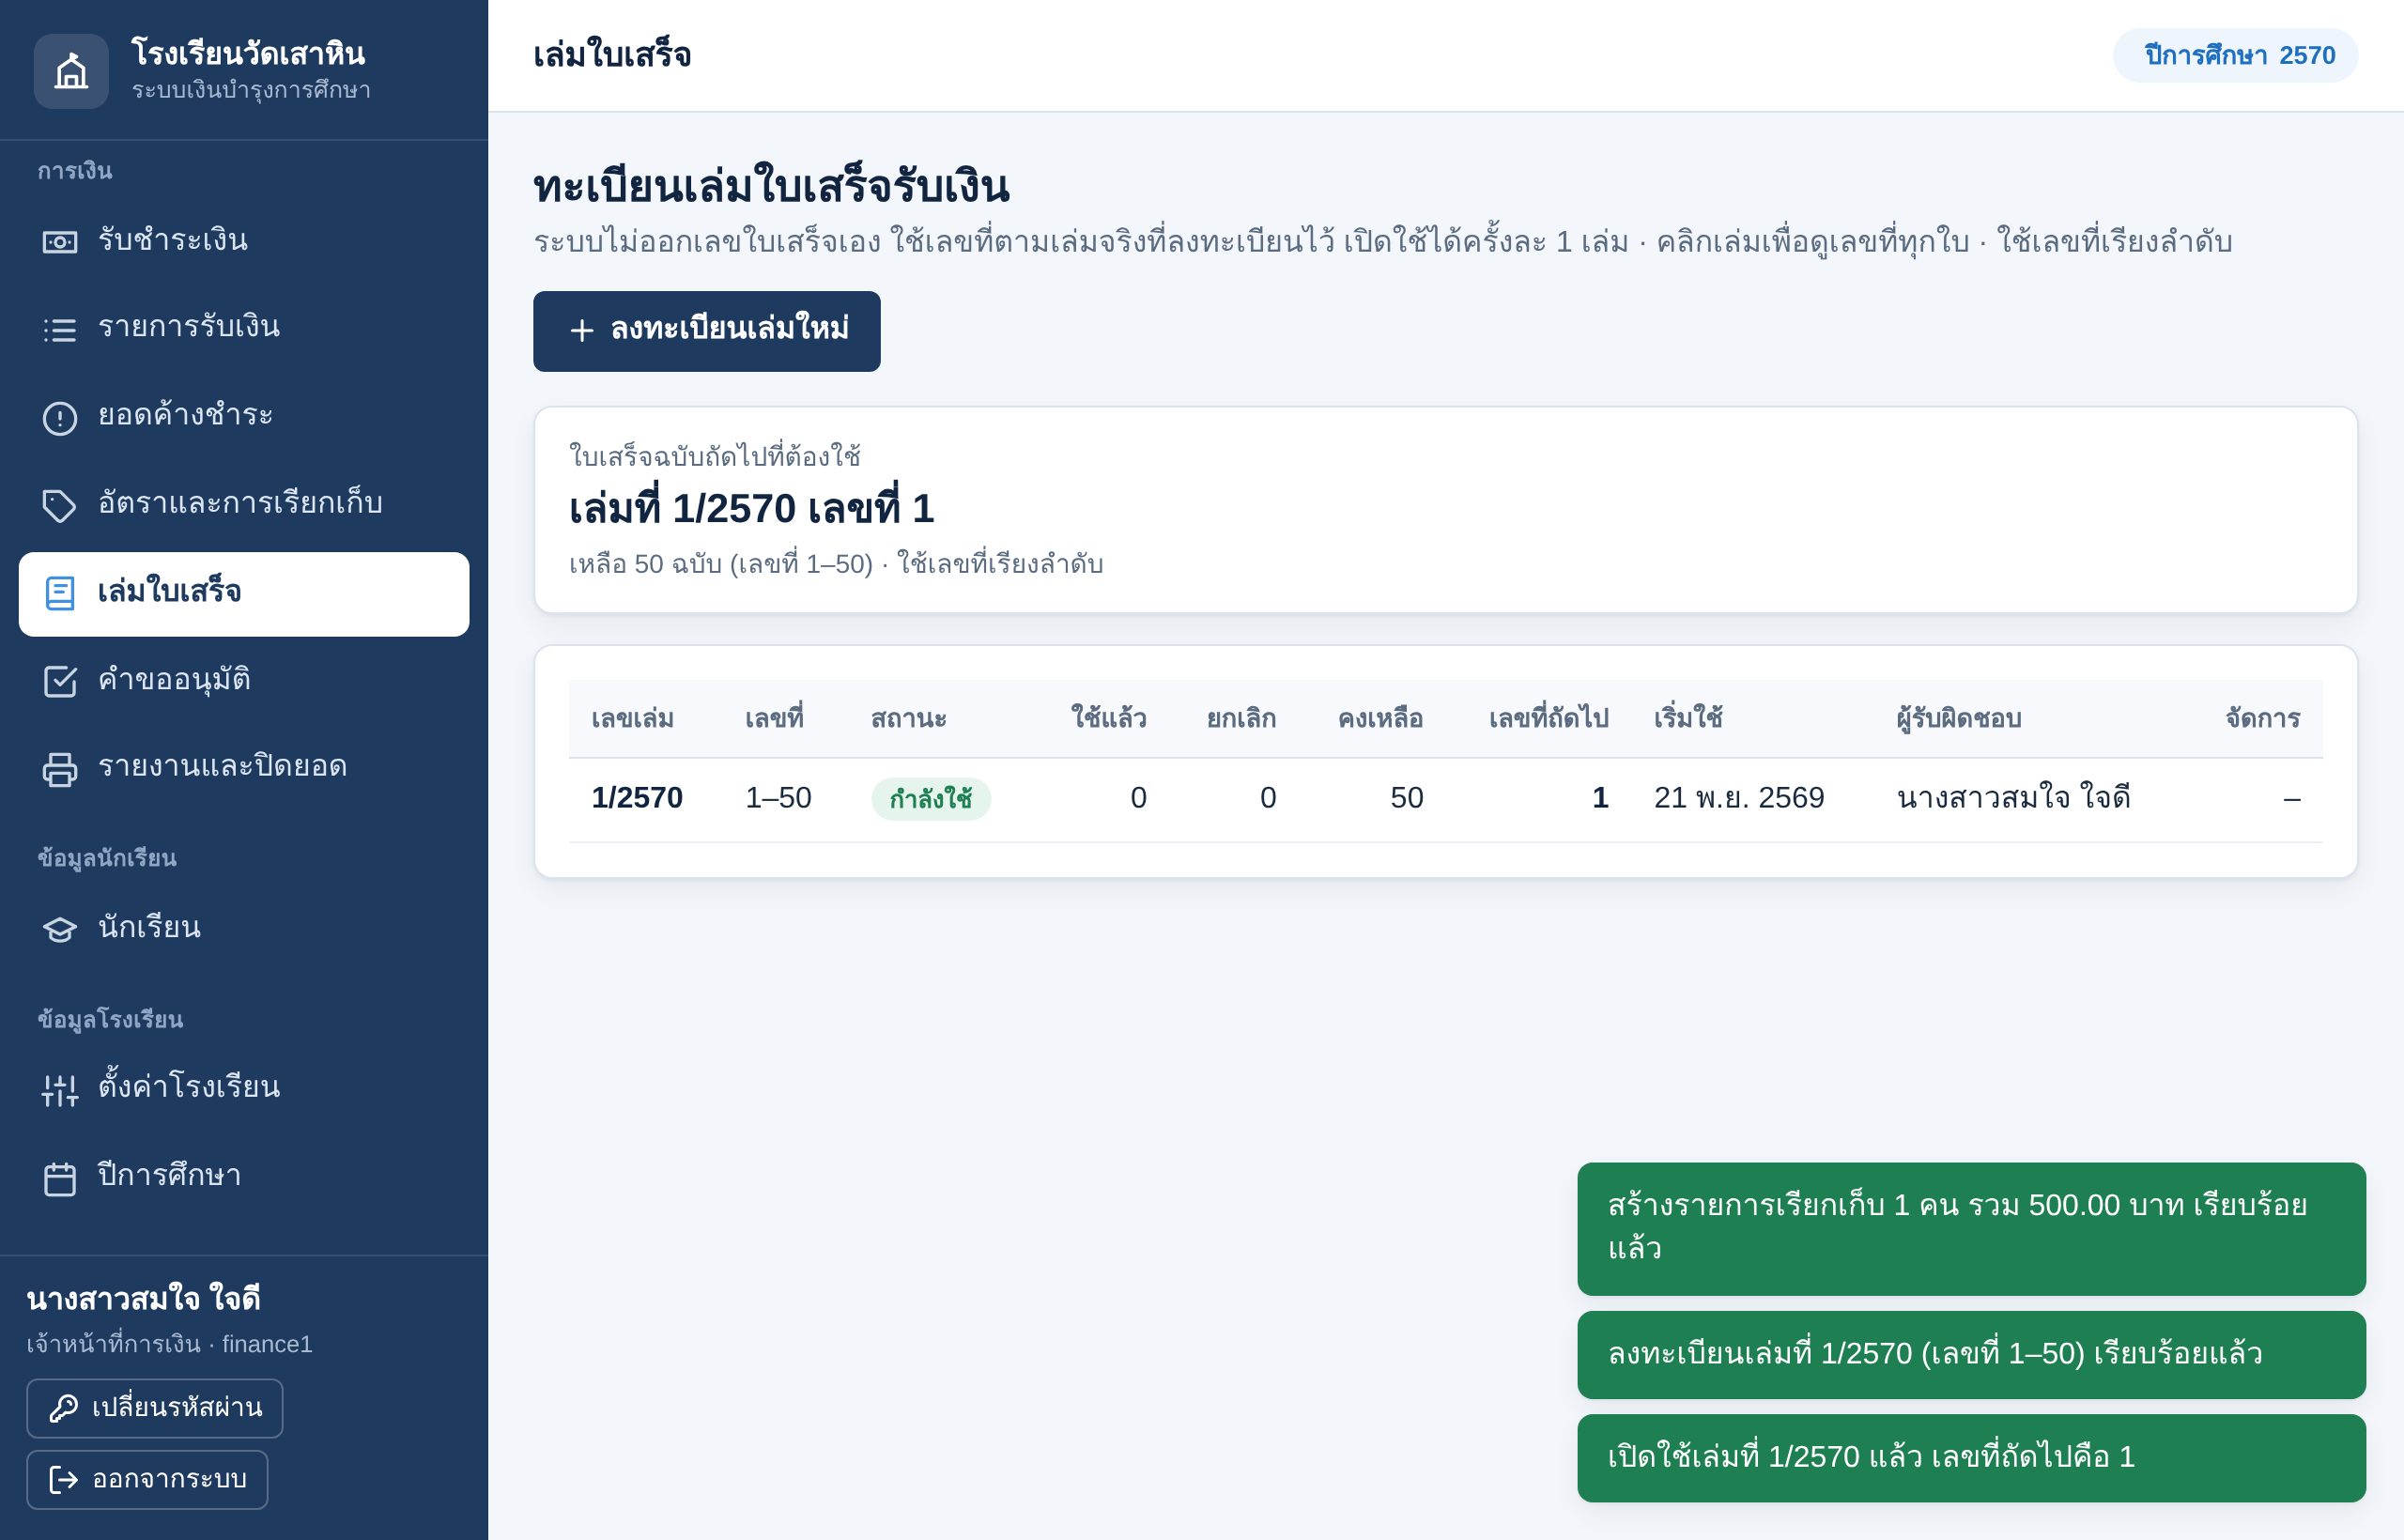 โรงเรียนวัดเสาหิน
ระบบเงินบำรุงการศึกษา
การเงิน
รับชำระเงิน
รายการรับเงิน
ยอดค้างชำระ
อัตราและการเรียกเก็บ
เล่มใบเสร็จ
คำขออนุมัติ
รายงานและปิดยอด
ข้อมูลนักเรียน
นักเรียน
ข้อมูลโรงเรียน
ตั้งค่าโรงเรียน
ปีการศึกษา
นางสาวสมใจ ใจดี
เจ้าหน้าที่การเงิน · finance1
เปลี่ยนรหัสผ่าน
ออกจากระบบ
เล่มใบเสร็จ
ปีการศึกษา 2570
ทะเบียนเล่มใบเสร็จรับเงิน
ระบบไม่ออกเลขใบเสร็จเอง ใช้เลขที่ตามเล่มจริงที่ลงทะเบียนไว้ เปิดใช้ได้ครั้งละ 1 เล่ม · คลิกเล่มเพื่อดูเลขที่ทุกใบ · ใช้เลขที่เรียงลำดับ
ลงทะเบียนเล่มใหม่
ใบเสร็จฉบับถัดไปที่ต้องใช้
เล่มที่ 1/2570 เลขที่ 1
เหลือ 50 ฉบับ (เลขที่ 1–50) · ใช้เลขที่เรียงลำดับ
เลขเล่ม เลขที่ สถานะ ใช้แล้ว ยกเลิก คงเหลือ เลขที่ถัดไป เริ่มใช้ ผู้รับผิดชอบ จัดการ
1/2570 1–50 กำลังใช้ 0 0 50 1 21 พ.ย. 2569 นางสาวสมใจ ใจดี –
สร้างรายการเรียกเก็บ 1 คน รวม 500.00 บาท เรียบร้อย
แล้ว
ลงทะเบียนเล่มที่ 1/2570 (เลขที่ 1–50) เรียบร้อยแล้ว
เปิดใช้เล่มที่ 1/2570 แล้ว เลขที่ถัดไปคือ 1